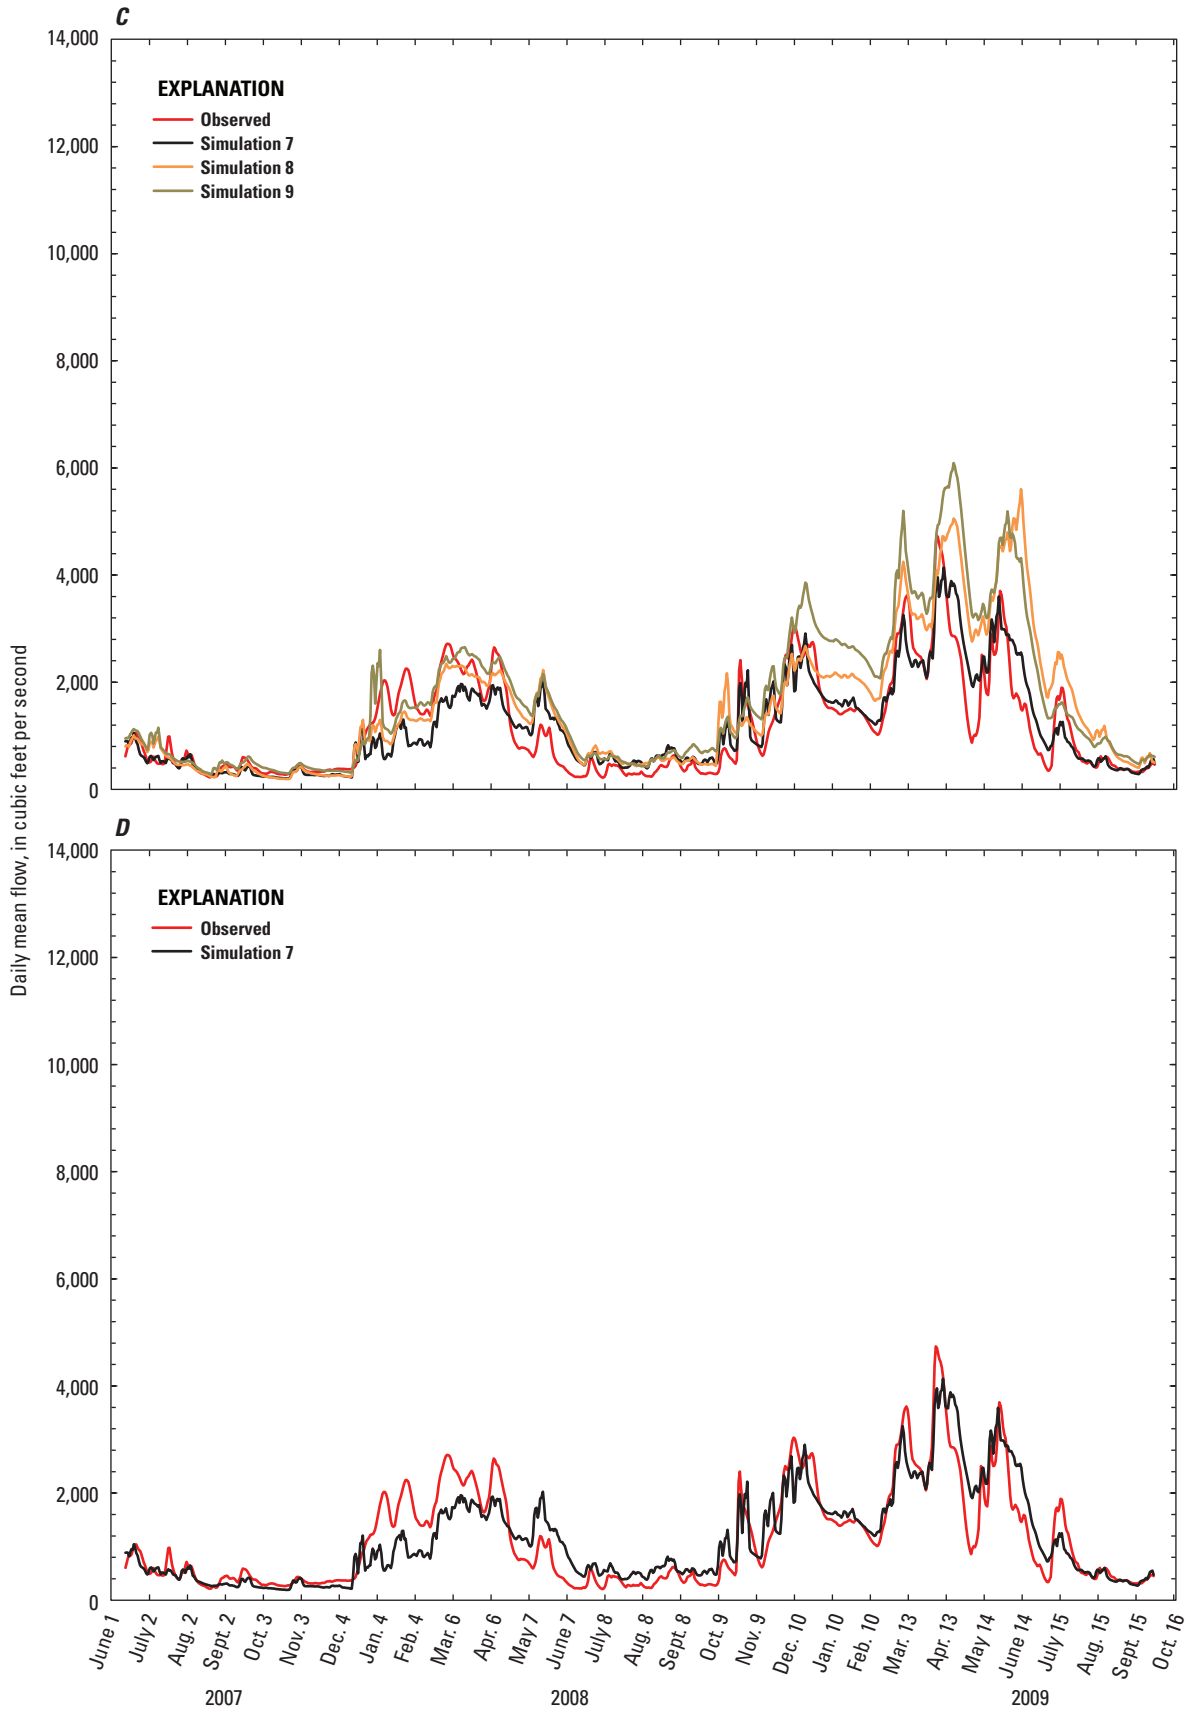 C
14,000
12,000
10,000
8,000
6,000
4,000
2,000
0
EXPLANATION
Observed
Simulation 7
Simulation 8
Simulation 9
Daily mean flow, in cubic feet per second
D
14,000
12,000
10,000
8,000
6,000
4,000
2,000
0
EXPLANATION
Observed
Simulation 7
June 1
July 2
Aug. 2
Sept. 2
Oct. 3
Nov. 3
Dec. 4
Jan. 4
Feb. 4
Mar. 6
Apr. 6
May 7
June 7
July 8
Aug. 8
Sept. 8
Oct. 9
Nov. 9
Dec. 10
Jan. 10
Feb. 10
Mar. 13
Apr. 13
May 14
June 14
July 15
Aug. 15
Sept. 15
Oct. 16
2007
2008
2009